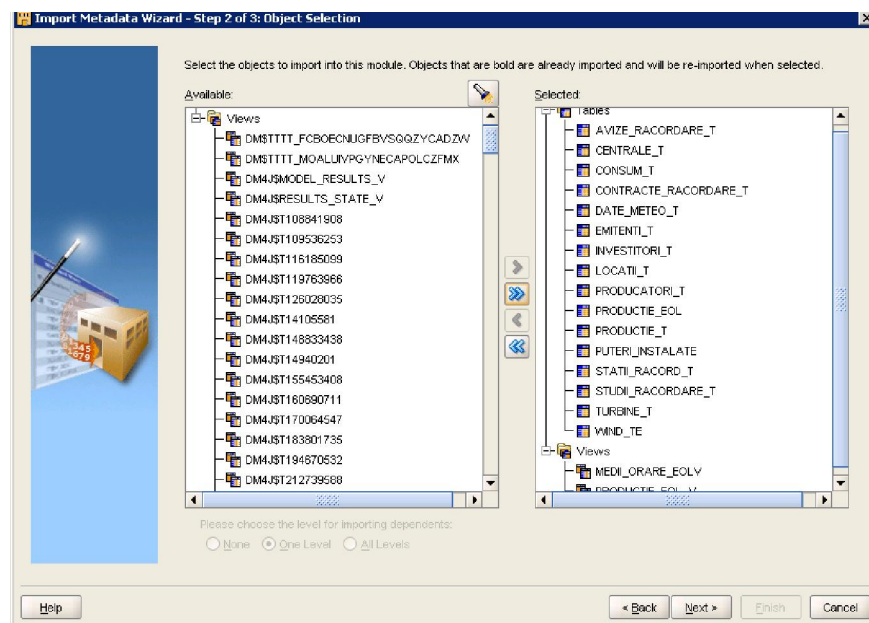 Import Metadata Wizard - Step 2 of 3: Object Selection
Select the objects to import into this module. Objects that are bold are already imported and will be re-imported when selected.
Available:
Views
DM$TTTT_FCBOECNUGFBVSQQZYCADZW
DM$TTTT_MOALUIVPGYNECAPOLCZFMX
DM4J$MODEL_RESULTS_V
DM4J$RESULTS_STATE_V
DM4J$T108841908
DM4J$T109536253
DM4J$T116185099
DM4J$T119763966
DM4J$T126028035
DM4J$T14105581
DM4J$T148833438
DM4J$T14940201
DM4J$T155453408
DM4J$T160690711
DM4J$T170064547
DM4J$T183801735
DM4J$T194670532
DM4J$T212739588
Selected:
Tables
AVIZE_RACORDARE_T
CENTRALE_T
CONSUM_T
CONTRACTE_RACORDARE_T
DATE_METEO_T
EMITENTI_T
INVESTITORI_T
LOCATII_T
PRODUCATORI_T
PRODUCTIE_EOL
PRODUCTIE_T
PUTERI_INSTALATE
STATII_RACORD_T
STUDII_RACORDARE_T
TURBINE_T
WIND_TE
Views
MEDII_ORARE_EOLV
PRODUCTIE_EOL_V
Please choose the level for importing dependents:
None One Level All Levels
Help < Back Next > Finish Cancel